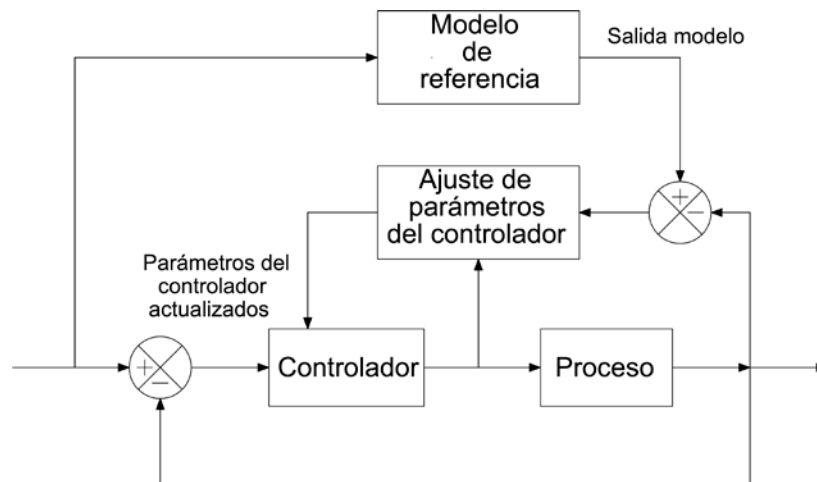 Modelo
de
referencia
Salida modelo
+
−
Ajuste de
parámetros
del controlador
Parámetros del
controlador
actualizados
+
−
Controlador
Proceso